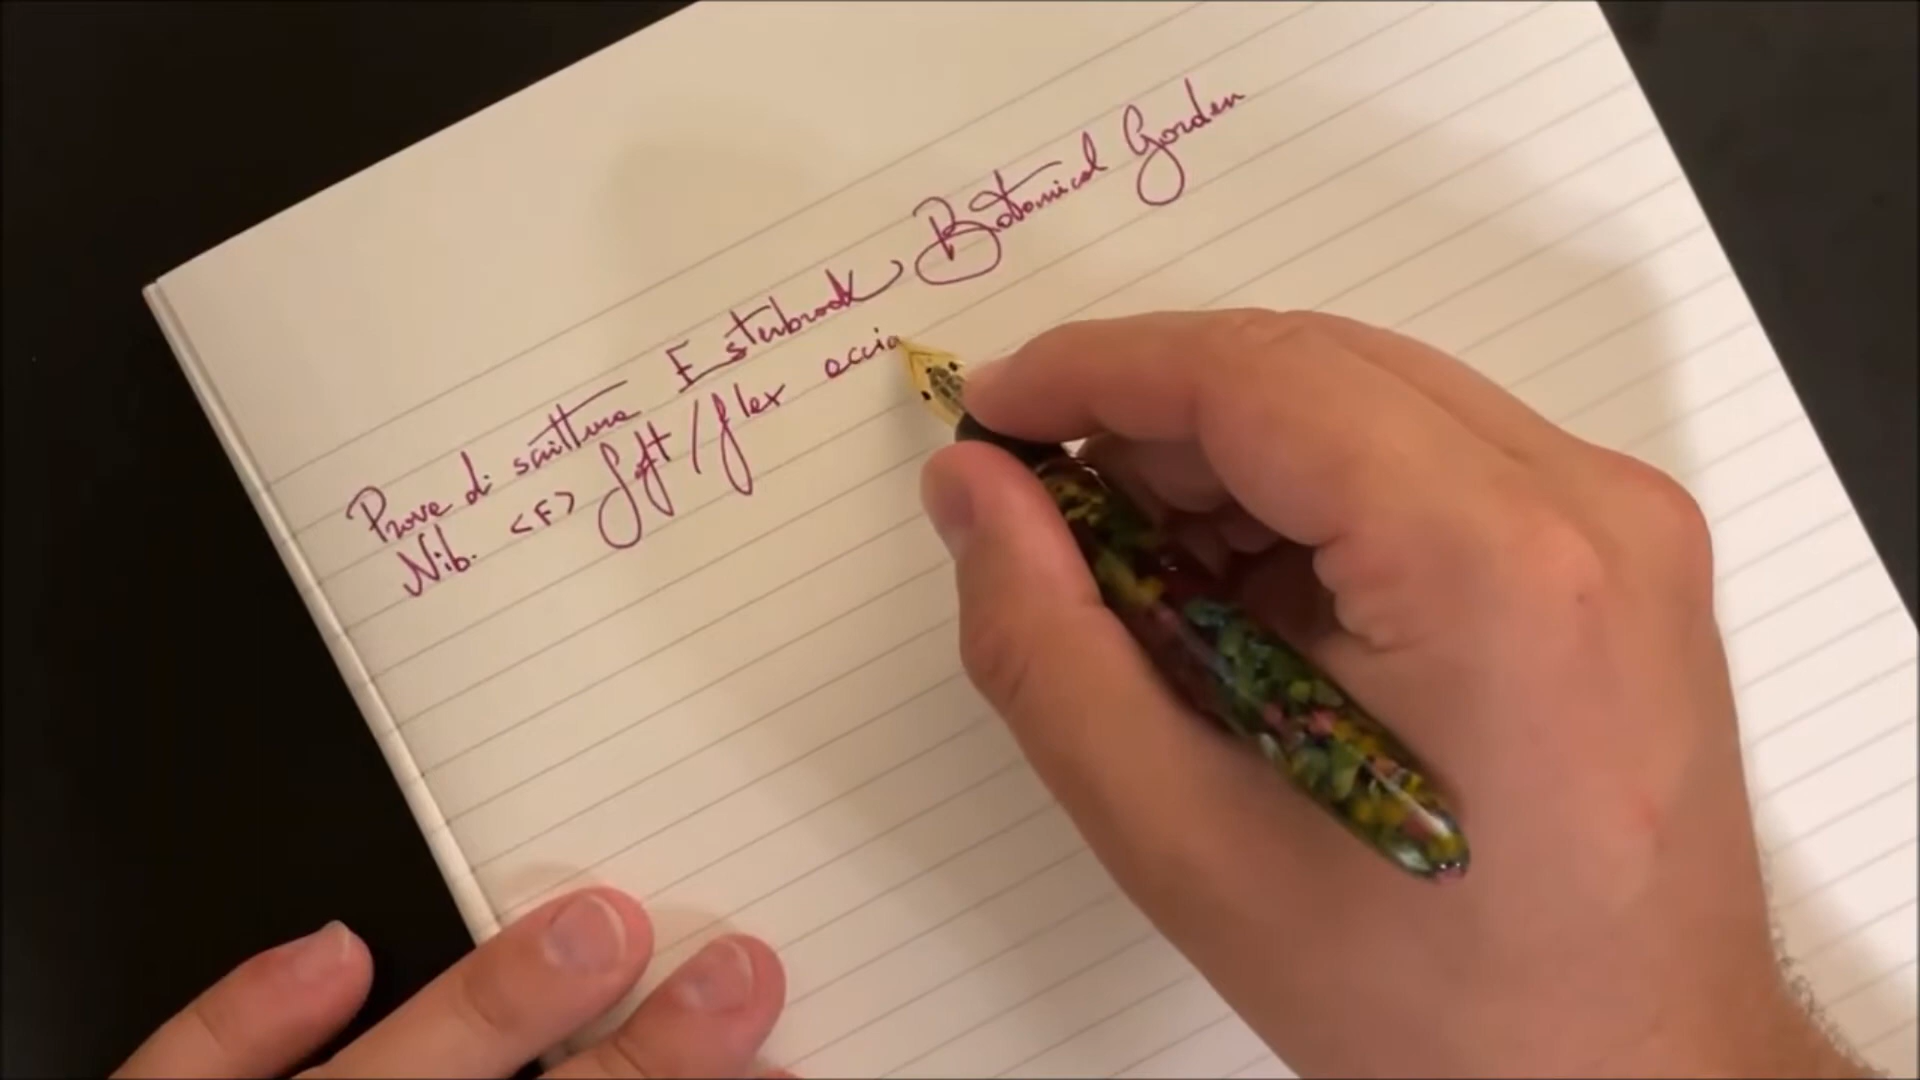 Prove di scrittura Esterbrook Botanical Garden
Nib. <F> Soft/flex accia